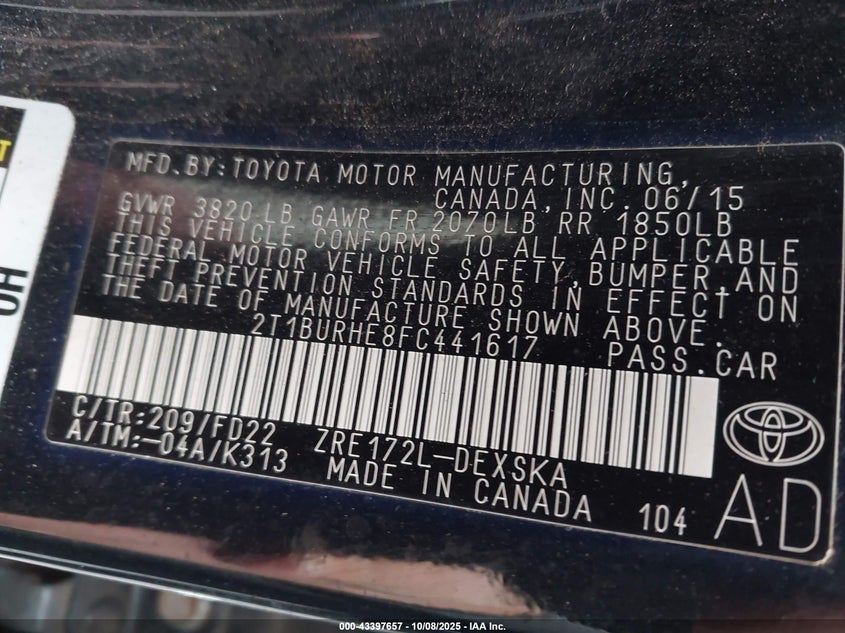 T
OH
MFD.BY:TOYOTA MOTOR MANUFACTURING,
CANADA,INC. 06/15
GVWR 3820 LB GAWR FR 2070LB RR 1850LB
THIS VEHICLE CONFORMS TO ALL APPLICABLE
FEDERAL MOTOR VEHICLE SAFETY,BUMPER,AND
THEFT PREVENTION STANDARDS IN EFFECT ON
THE DATE OF MANUFACTURE SHOWN ABOVE.
2T1BURHE8FC441617 PASS.CAR
C/TR:209/FD22 ZRE172L-DEXSKA
A/TM:-04A/K313 MADE IN CANADA 104
AD
000-43397657 - 10/08/2025 - IAA Inc.